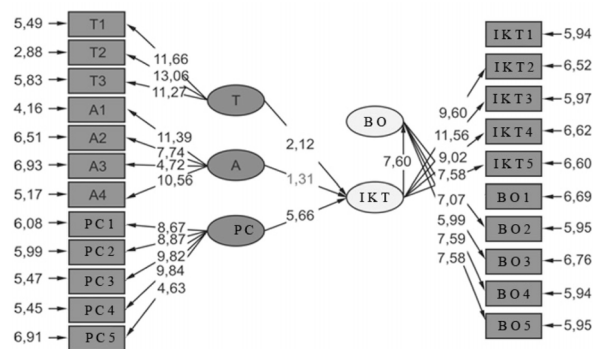 5,49 T1
2,88 T2
5,83 T3
4,16 A1
6,51 A2
6,93 A3
5,17 A4
6,08 PC1
5,99 PC2
5,47 PC3
5,45 PC4
6,91 PC5
11,66
13,06
11,27
11,39
7,74
4,72
10,56
8,67
8,87
9,82
9,84
4,63
T
A
PC
2,12
1,31
5,66
BO
7,60
IKT
9,60
11,56
9,02
7,58
7,07
5,99
7,59
7,58
IKT1 5,94
IKT2 6,52
IKT3 5,97
IKT4 6,62
IKT5 6,60
BO1 6,69
BO2 5,95
BO3 6,76
BO4 5,94
BO5 5,95